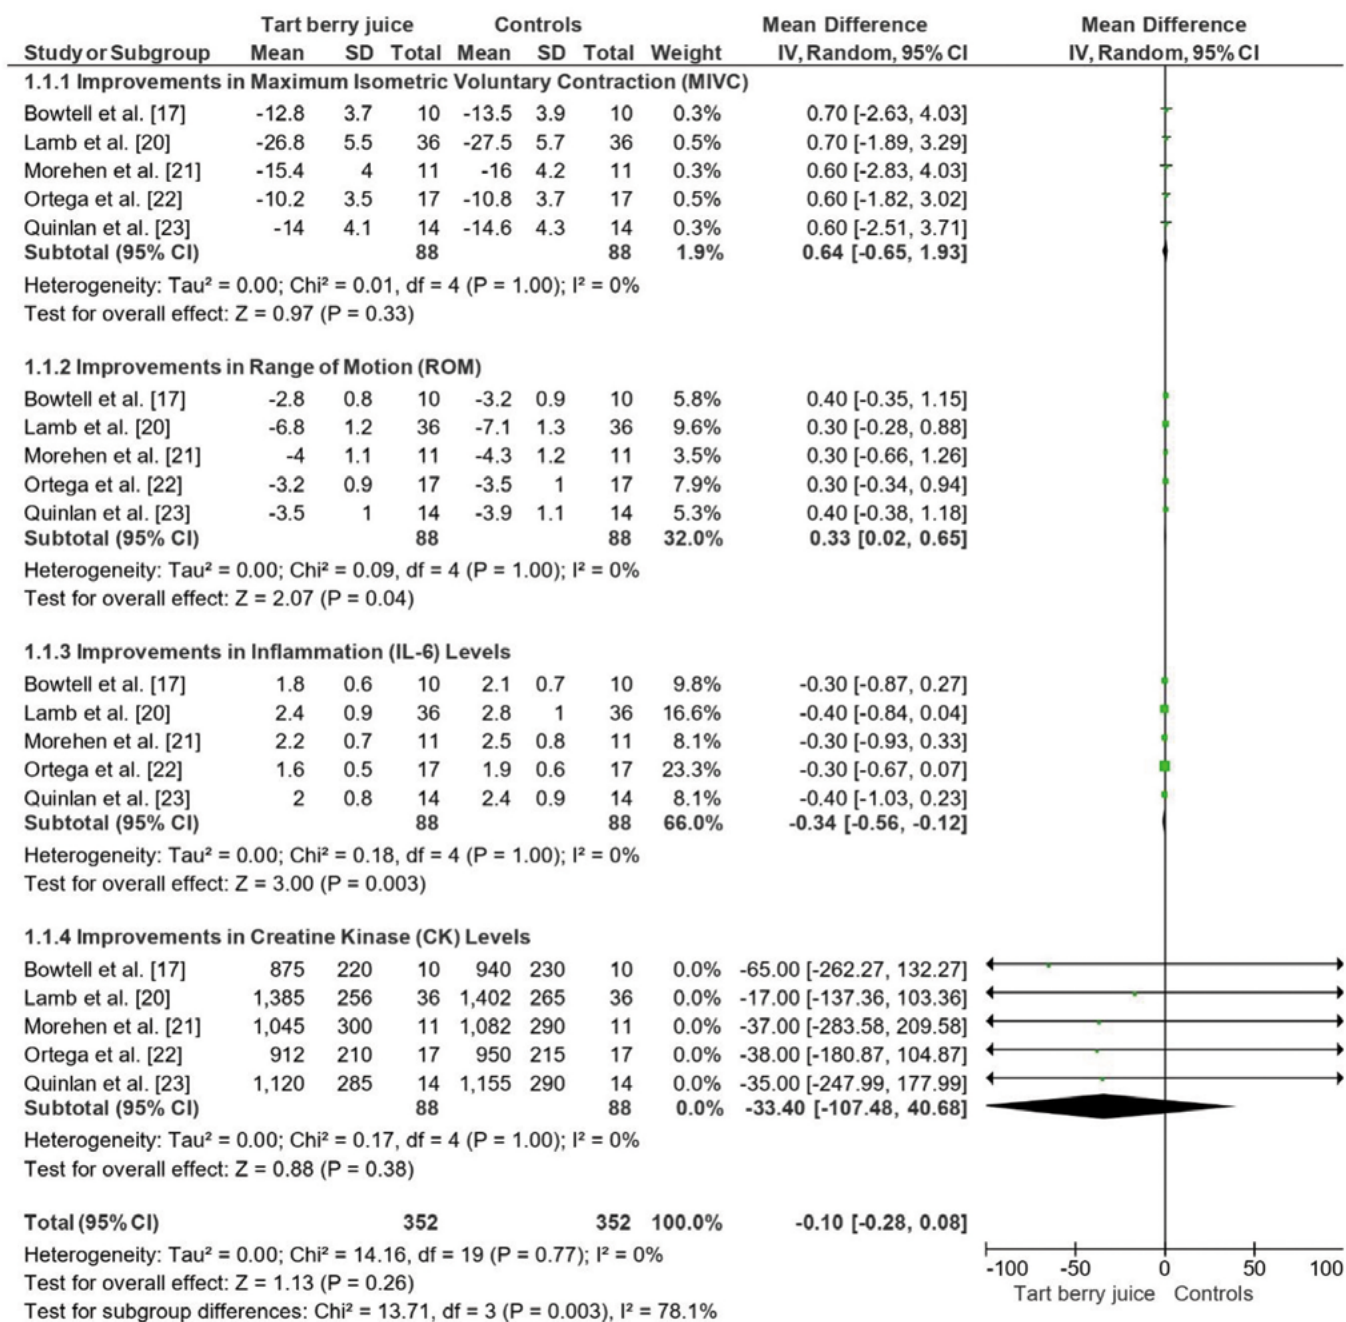 Tart berry juice Controls Mean Difference Mean Difference
Study or Subgroup Mean SD Total Mean SD Total Weight IV, Random, 95% CI IV, Random, 95% CI
1.1.1 Improvements in Maximum Isometric Voluntary Contraction (MIVC)
Bowtell et al. [17] -12.8 3.7 10 -13.5 3.9 10 0.3% 0.70 [-2.63, 4.03]
Lamb et al. [20] -26.8 5.5 36 -27.5 5.7 36 0.5% 0.70 [-1.89, 3.29]
Morehen et al. [21] -15.4 4 11 -16 4.2 11 0.3% 0.60 [-2.83, 4.03]
Ortega et al. [22] -10.2 3.5 17 -10.8 3.7 17 0.5% 0.60 [-1.82, 3.02]
Quinlan et al. [23] -14 4.1 14 -14.6 4.3 14 0.3% 0.60 [-2.51, 3.71]
Subtotal (95% CI) 88 88 1.9% 0.64 [-0.65, 1.93]
Heterogeneity: Tau² = 0.00; Chi² = 0.01, df = 4 (P = 1.00); I² = 0%
Test for overall effect: Z = 0.97 (P = 0.33)
1.1.2 Improvements in Range of Motion (ROM)
Bowtell et al. [17] -2.8 0.8 10 -3.2 0.9 10 5.8% 0.40 [-0.35, 1.15]
Lamb et al. [20] -6.8 1.2 36 -7.1 1.3 36 9.6% 0.30 [-0.28, 0.88]
Morehen et al. [21] -4 1.1 11 -4.3 1.2 11 3.5% 0.30 [-0.66, 1.26]
Ortega et al. [22] -3.2 0.9 17 -3.5 1 17 7.9% 0.30 [-0.34, 0.94]
Quinlan et al. [23] -3.5 1 14 -3.9 1.1 14 5.3% 0.40 [-0.38, 1.18]
Subtotal (95% CI) 88 88 32.0% 0.33 [0.02, 0.65]
Heterogeneity: Tau² = 0.00; Chi² = 0.09, df = 4 (P = 1.00); I² = 0%
Test for overall effect: Z = 2.07 (P = 0.04)
1.1.3 Improvements in Inflammation (IL-6) Levels
Bowtell et al. [17] 1.8 0.6 10 2.1 0.7 10 9.8% -0.30 [-0.87, 0.27]
Lamb et al. [20] 2.4 0.9 36 2.8 1 36 16.6% -0.40 [-0.84, 0.04]
Morehen et al. [21] 2.2 0.7 11 2.5 0.8 11 8.1% -0.30 [-0.93, 0.33]
Ortega et al. [22] 1.6 0.5 17 1.9 0.6 17 23.3% -0.30 [-0.67, 0.07]
Quinlan et al. [23] 2 0.8 14 2.4 0.9 14 8.1% -0.40 [-1.03, 0.23]
Subtotal (95% CI) 88 88 66.0% -0.34 [-0.56, -0.12]
Heterogeneity: Tau² = 0.00; Chi² = 0.18, df = 4 (P = 1.00); I² = 0%
Test for overall effect: Z = 3.00 (P = 0.003)
1.1.4 Improvements in Creatine Kinase (CK) Levels
Bowtell et al. [17] 875 220 10 940 230 10 0.0% -65.00 [-262.27, 132.27]
Lamb et al. [20] 1,385 256 36 1,402 265 36 0.0% -17.00 [-137.36, 103.36]
Morehen et al. [21] 1,045 300 11 1,082 290 11 0.0% -37.00 [-283.58, 209.58]
Ortega et al. [22] 912 210 17 950 215 17 0.0% -38.00 [-180.87, 104.87]
Quinlan et al. [23] 1,120 285 14 1,155 290 14 0.0% -35.00 [-247.99, 177.99]
Subtotal (95% CI) 88 88 0.0% -33.40 [-107.48, 40.68]
Heterogeneity: Tau² = 0.00; Chi² = 0.17, df = 4 (P = 1.00); I² = 0%
Test for overall effect: Z = 0.88 (P = 0.38)
Total (95% CI) 352 352 100.0% -0.10 [-0.28, 0.08]
Heterogeneity: Tau² = 0.00; Chi² = 14.16, df = 19 (P = 0.77); I² = 0%
Test for overall effect: Z = 1.13 (P = 0.26)
Test for subgroup differences: Chi² = 13.71, df = 3 (P = 0.003), I² = 78.1%
-100 -50 0 50 100
Tart berry juice Controls